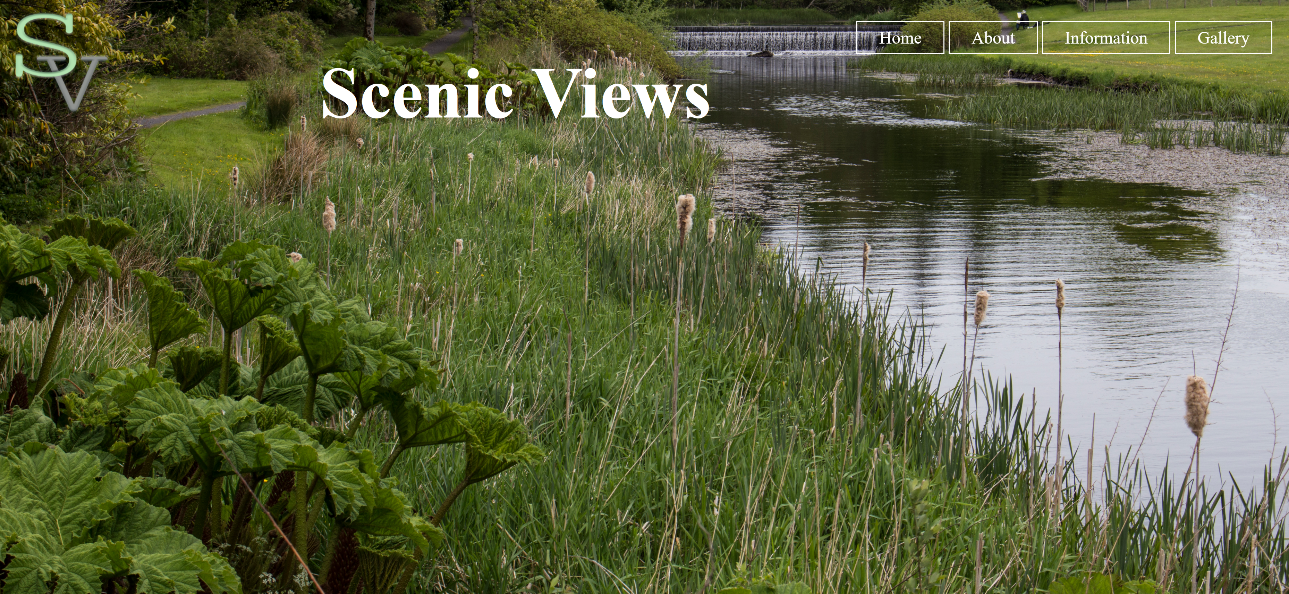 SV
Home
About
Information
Gallery
Scenic Views